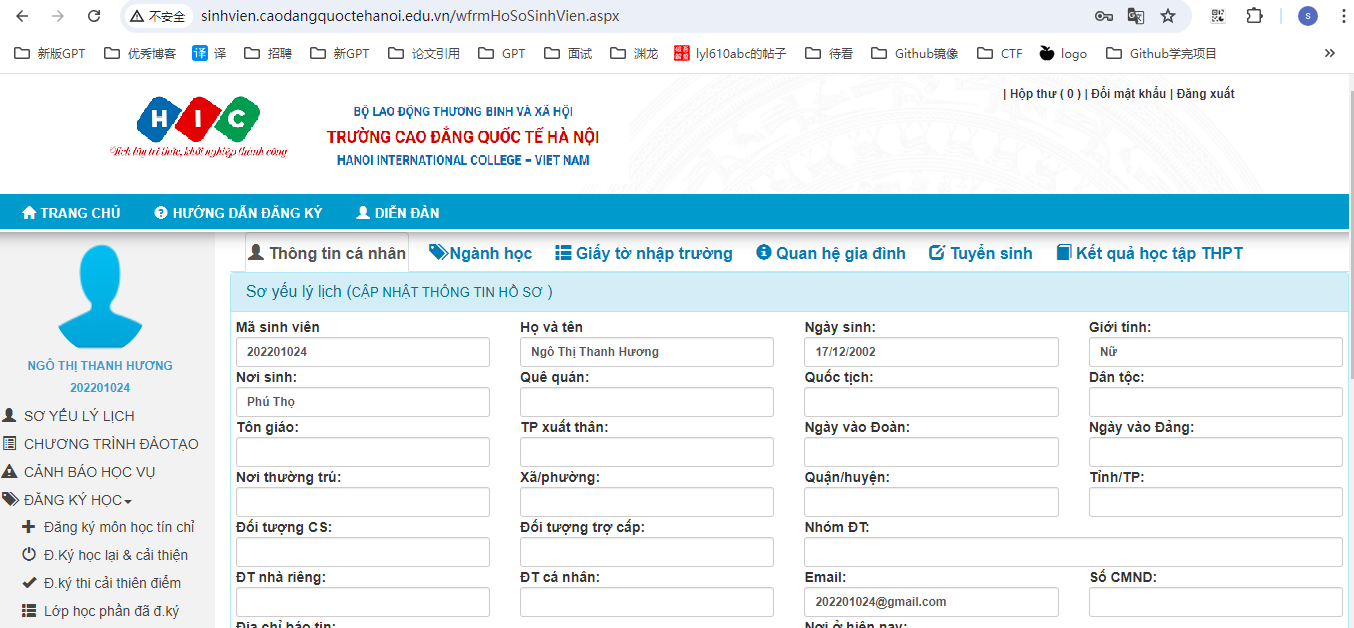 不安全 sinhvien.caodangquoctehanoi.edu.vn/wfrmHoSoSinhVien.aspx S
新版GPT 优秀博客 译 译 招聘 新GPT 论文引用 GPT 面试 渊龙 lyl610abc的帖子 待看 Github镜像 CTF logo Github学完项目 »
| Hộp thư ( 0 ) | Đổi mật khẩu | Đăng xuất
HIC
Tích lũy tri thức, khởi nghiệp thành công
BỘ LAO ĐỘNG THƯƠNG BINH VÀ XÃ HỘI
TRƯỜNG CAO ĐẲNG QUỐC TẾ HÀ NỘI
HANOI INTERNATIONAL COLLEGE – VIET NAM
TRANG CHỦ HƯỚNG DẪN ĐĂNG KÝ DIỄN ĐÀN
NGÔ THỊ THANH HƯƠNG
202201024
SƠ YẾU LÝ LỊCH
CHƯƠNG TRÌNH ĐÀOTẠO
CẢNH BÁO HỌC VỤ
ĐĂNG KÝ HỌC
Đăng ký môn học tín chỉ
Đ.Ký học lại & cải thiện
Đ.ký thi cải thiên điểm
Lớp học phần đã đ.ký
Thông tin cá nhân Ngành học Giấy tờ nhập trường Quan hệ gia đình Tuyển sinh Kết quả học tập THPT
Sơ yếu lý lịch (CẬP NHẬT THÔNG TIN HỒ SƠ )
Mã sinh viên Họ và tên Ngày sinh: Giới tính:
202201024 Ngô Thị Thanh Hương 17/12/2002 Nữ
Nơi sinh: Quê quán: Quốc tịch: Dân tộc:
Phú Thọ
Tôn giáo: TP xuất thân: Ngày vào Đoàn: Ngày vào Đảng:
Nơi thường trú: Xã/phường: Quận/huyện: Tỉnh/TP:
Đối tượng CS: Đối tượng trợ cấp: Nhóm ĐT:
ĐT nhà riêng: ĐT cá nhân: Email: Số CMND:
202201024@gmail.com
Địa chỉ báo tin: Nơi ở hiện nay: